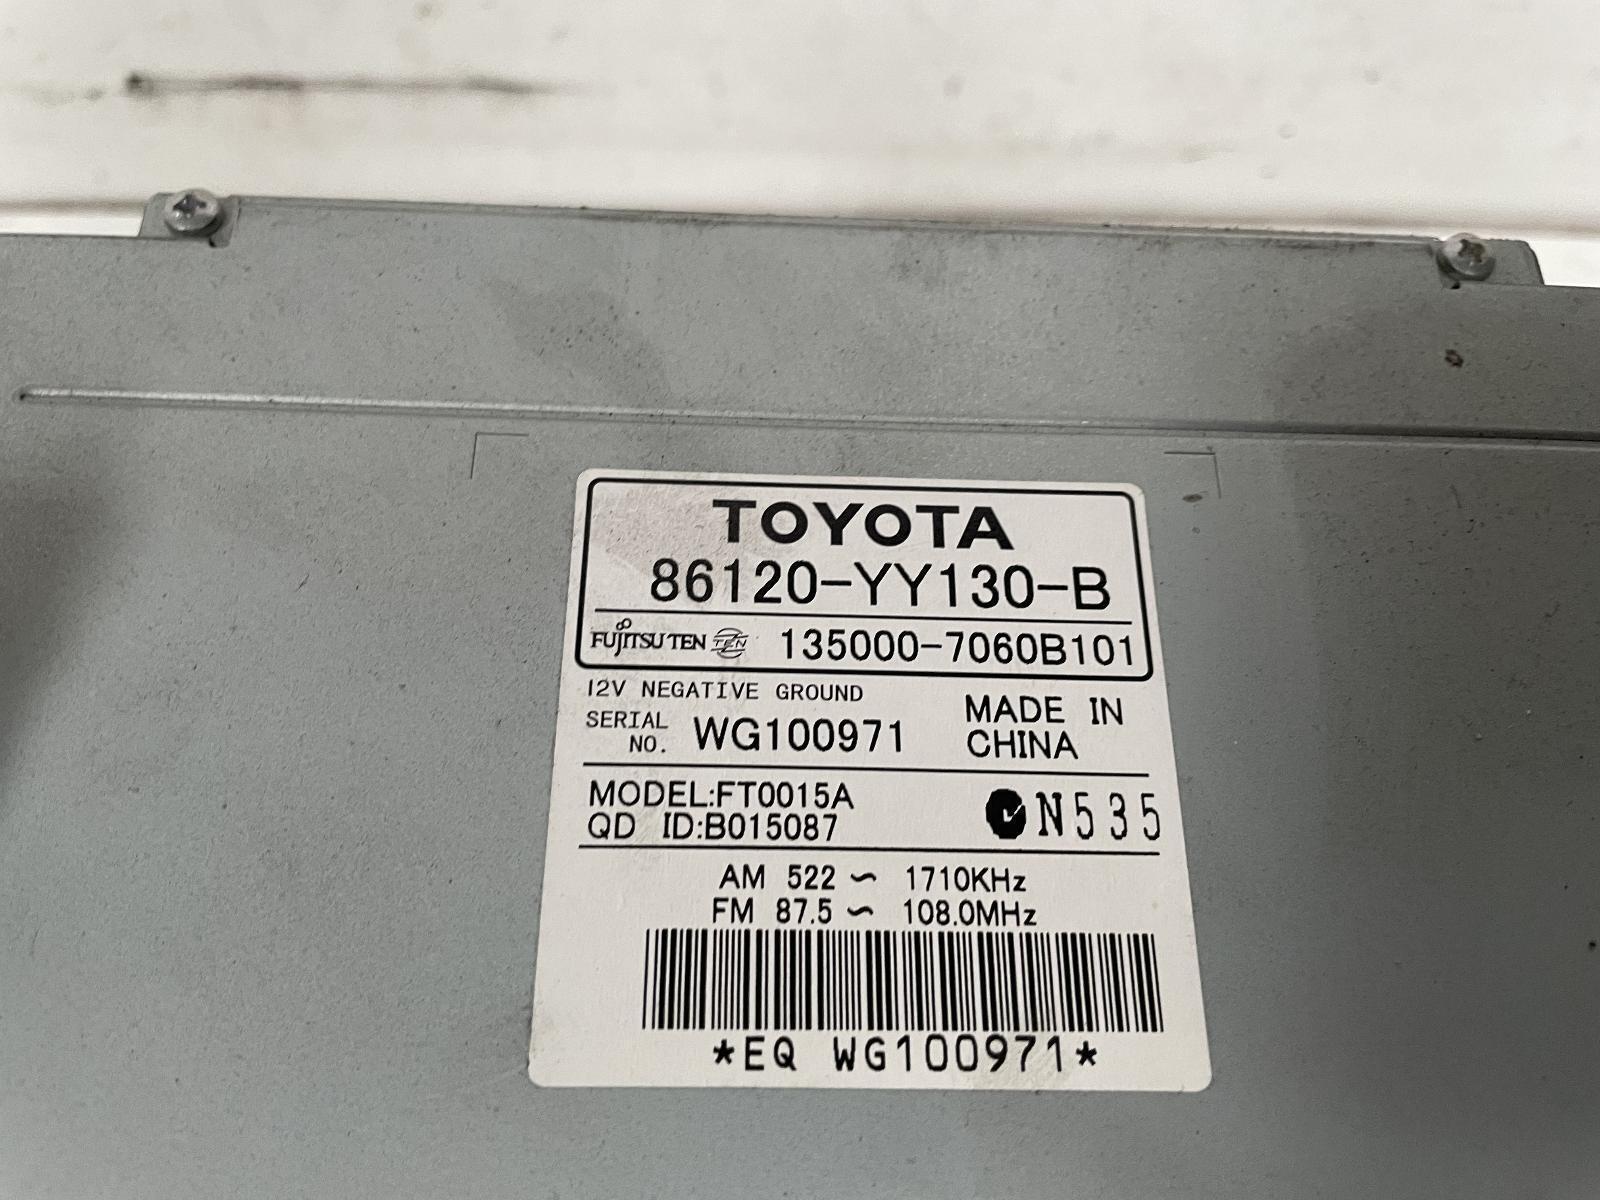 TOYOTA
86120-YY130-B
FUJITSU TEN TEN 135000-7060B101
12V NEGATIVE GROUND
SERIAL NO. WG100971
MADE IN CHINA
MODEL:FT0015A
QD ID:B015087
N535
AM 522 ~ 1710KHz
FM 87.5 ~ 108.0MHz
*EQ WG100971*